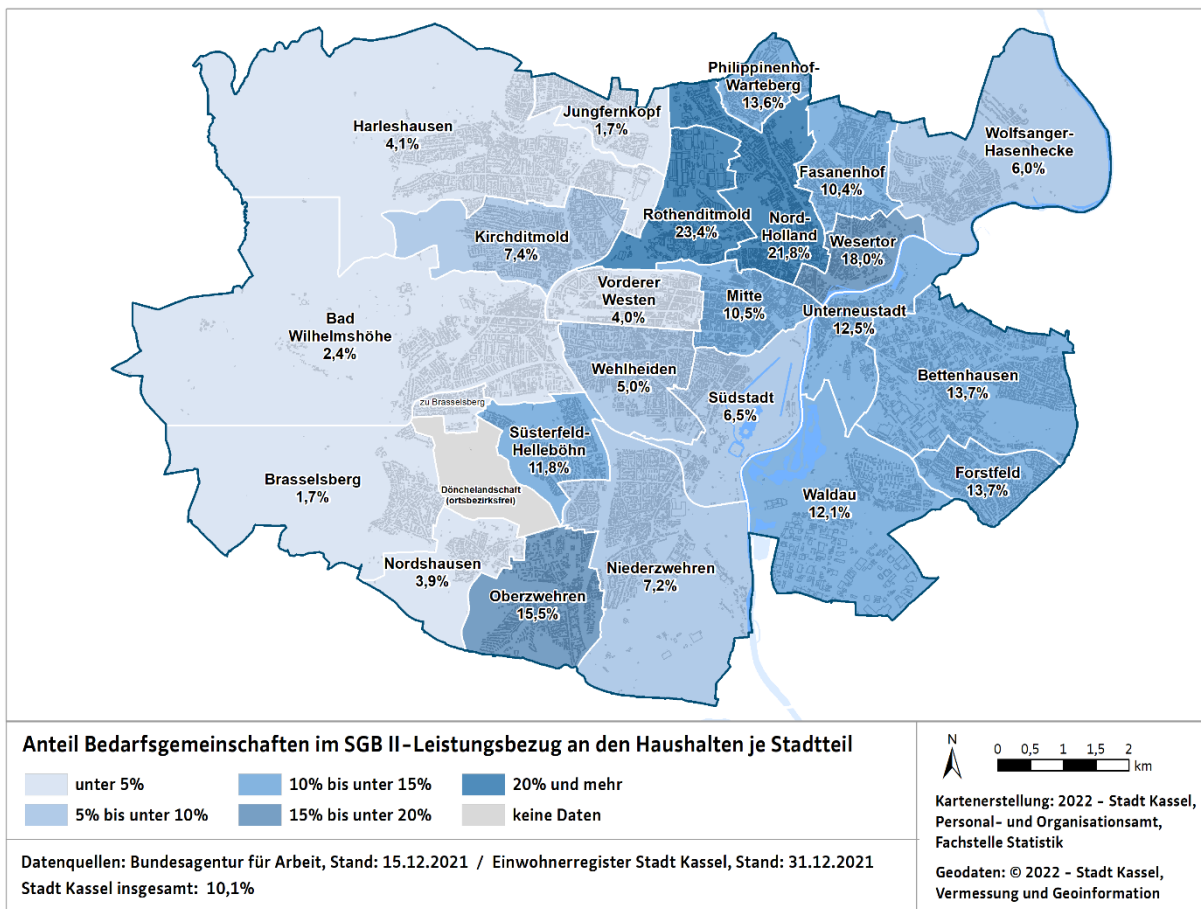 Philippinenhof-
Warteberg
13,6%
Jungfernkopf
1,7%
Harleshausen
4,1%
Wolfsanger-
Hasenhecke
6,0%
Fasanenhof
10,4%
Rothenditmold
23,4%
Nord-
Holland
21,8%
Wesertor
18,0%
Kirchditmold
7,4%
Vorderer
Westen
4,0%
Mitte
10,5%
Unterneustadt
12,5%
Bad
Wilhelmshöhe
2,4%
Wehlheiden
5,0%
Bettenhausen
13,7%
Südstadt
6,5%
zu Brasselsberg
Süsterfeld-
Helleböhn
11,8%
Brasselsberg
1,7%
Dönchelandschaft
(ortsbezirksfrei)
Forstfeld
13,7%
Waldau
12,1%
Nordshausen
3,9%
Niederzwehren
7,2%
Oberzwehren
15,5%
Anteil Bedarfsgemeinschaften im SGB II-Leistungsbezug an den Haushalten je Stadtteil
unter 5%
5% bis unter 10%
10% bis unter 15%
15% bis unter 20%
20% und mehr
keine Daten
Datenquellen: Bundesagentur für Arbeit, Stand: 15.12.2021 / Einwohnerregister Stadt Kassel, Stand: 31.12.2021
Stadt Kassel insgesamt: 10,1%
N
0 0,5 1 1,5 2
km
Kartenerstellung: 2022 - Stadt Kassel,
Personal- und Organisationsamt,
Fachstelle Statistik
Geodaten: © 2022 - Stadt Kassel,
Vermessung und Geoinformation